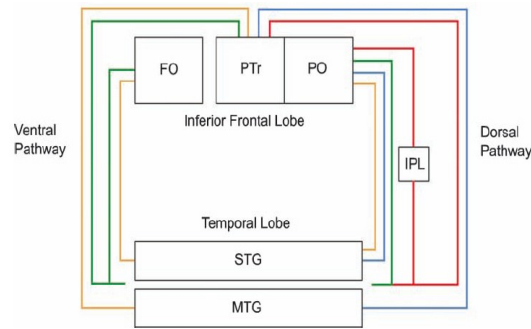 FO
PTr
PO
Inferior Frontal Lobe
Ventral
Pathway
Dorsal
Pathway
IPL
Temporal Lobe
STG
MTG